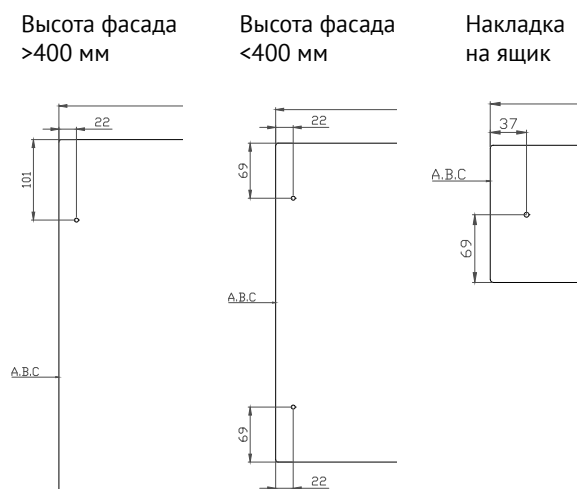 Высота фасада
>400 мм
Высота фасада
<400 мм
Накладка
на ящик
22
101
A.B.C
22
69
A.B.C
69
22
37
A.B.C
69